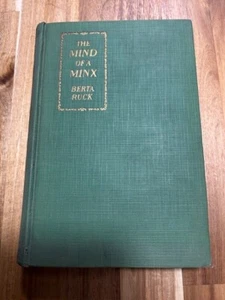 THE
MIND
OF A
MINX
BERTA
RUCK